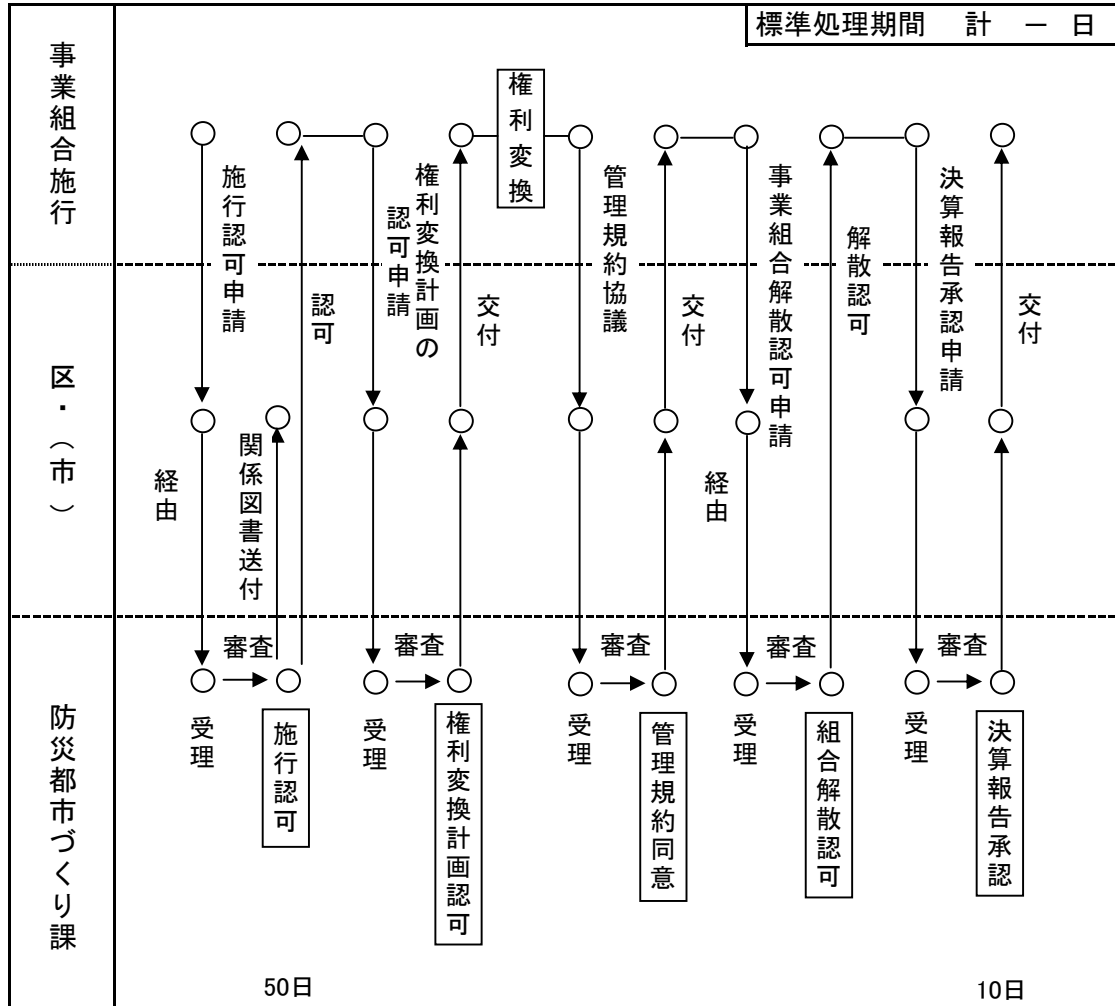 標準処理期間 計 － 日
事業組合施行
施行認可申請
認可
権利変換計画の
認可申請
交付
権利変換
管理規約協議
交付
事業組合解散認可申請
解散認可
決算報告承認申請
交付
区・（市）
経由
関係図書送付
経由
防災都市づくり課
審査
審査
審査
審査
審査
受理
施行認可
受理
権利変換計画認可
受理
管理規約同意
受理
組合解散認可
受理
決算報告承認
50日
10日